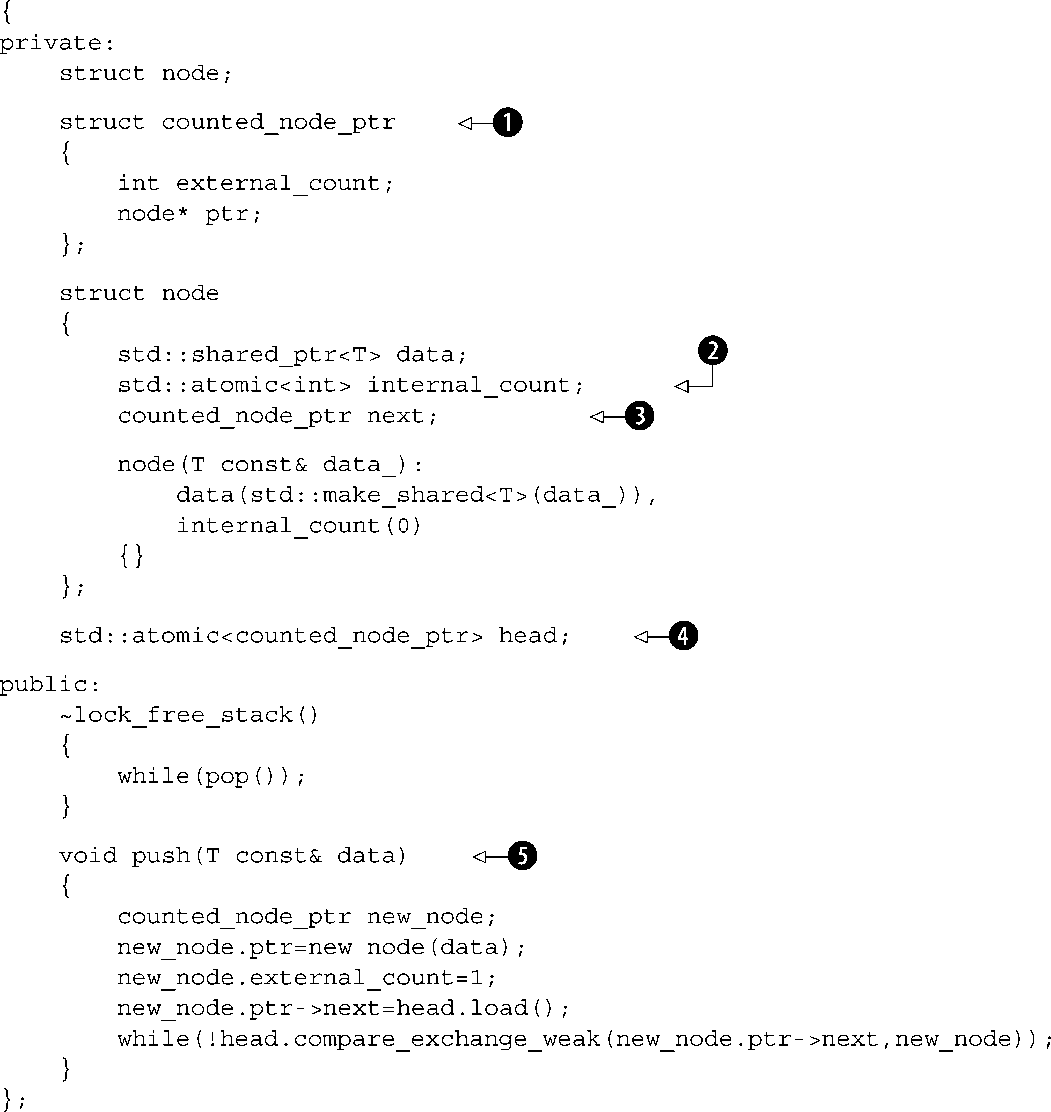 {
private:
    struct node;
    struct counted_node_ptr    1
    {
        int external_count;
        node* ptr;
    };
    struct node
    {
        std::shared_ptr<T> data;    2
        std::atomic<int> internal_count;
        counted_node_ptr next;    3
        node(T const& data_):
            data(std::make_shared<T>(data_)),
            internal_count(0)
        {}
    };
    std::atomic<counted_node_ptr> head;    4
public:
    ~lock_free_stack()
    {
        while(pop());
    }
    void push(T const& data)    5
    {
        counted_node_ptr new_node;
        new_node.ptr=new node(data);
        new_node.external_count=1;
        new_node.ptr->next=head.load();
        while(!head.compare_exchange_weak(new_node.ptr->next,new_node));
    }
};